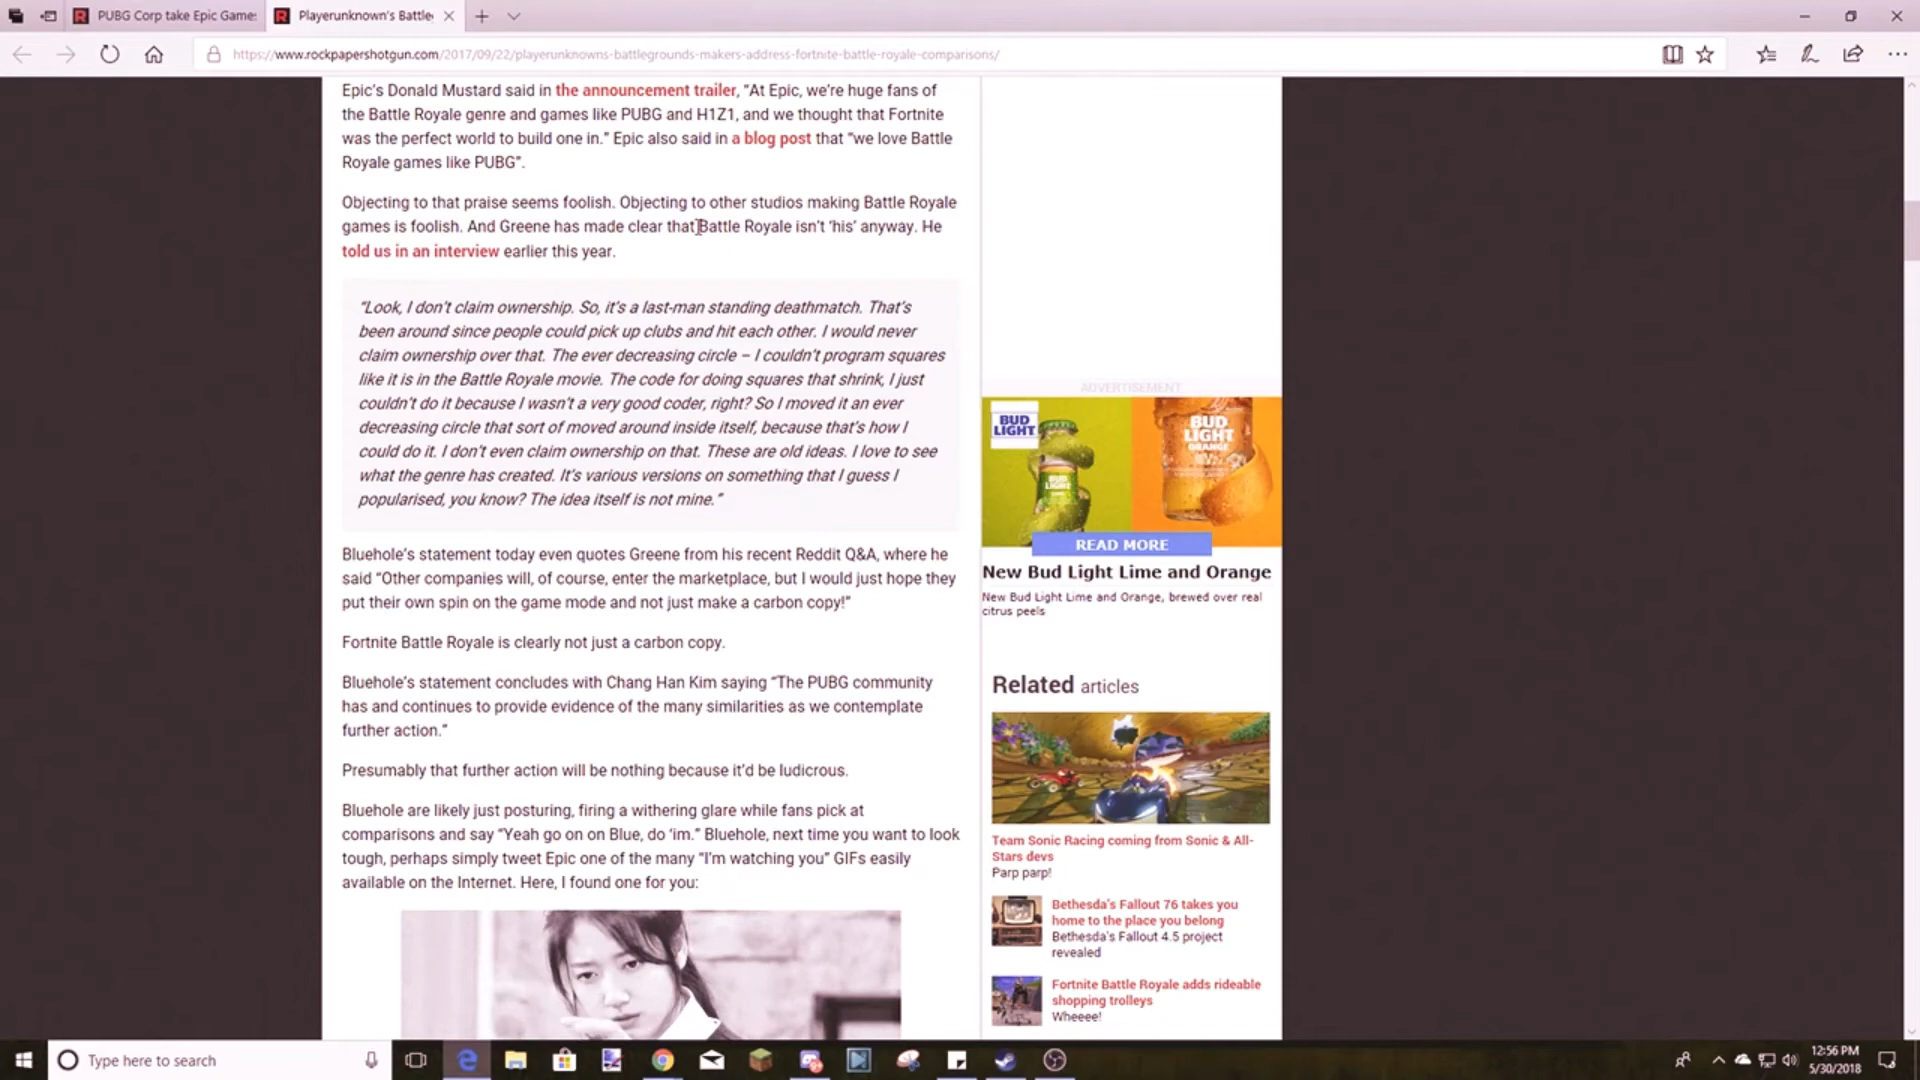 PUBG Corp take Epic Game:
Playerunknown's Battle
https://www.rockpapershotgun.com/2017/09/22/playerunknowns-battlegrounds-makers-address-fortnite-battle-royale-comparisons/
Epic's Donald Mustard said in the announcement trailer, “At Epic, we're huge fans of
the Battle Royale genre and games like PUBG and H1Z1, and we thought that Fortnite
was the perfect world to build one in.” Epic also said in a blog post that “we love Battle
Royale games like PUBG”.
Objecting to that praise seems foolish. Objecting to other studios making Battle Royale
games is foolish. And Greene has made clear that Battle Royale isn't ‘his’ anyway. He
told us in an interview earlier this year.
“Look, I don't claim ownership. So, it's a last-man standing deathmatch. That's
been around since people could pick up clubs and hit each other. I would never
claim ownership over that. The ever decreasing circle – I couldn't program squares
like it is in the Battle Royale movie. The code for doing squares that shrink, I just
couldn't do it because I wasn't a very good coder, right? So I moved it an ever
decreasing circle that sort of moved around inside itself, because that's how I
could do it. I don't even claim ownership on that. These are old ideas. I love to see
what the genre has created. It's various versions on something that I guess I
popularised, you know? The idea itself is not mine.”
Bluehole's statement today even quotes Greene from his recent Reddit Q&A, where he
said “Other companies will, of course, enter the marketplace, but I would just hope they
put their own spin on the game mode and not just make a carbon copy!”
Fortnite Battle Royale is clearly not just a carbon copy.
Bluehole's statement concludes with Chang Han Kim saying “The PUBG community
has and continues to provide evidence of the many similarities as we contemplate
further action.”
Presumably that further action will be nothing because it'd be ludicrous.
Bluehole are likely just posturing, firing a withering glare while fans pick at
comparisons and say “Yeah go on on Blue, do ‘im.” Bluehole, next time you want to look
tough, perhaps simply tweet Epic one of the many “I'm watching you” GIFs easily
available on the Internet. Here, I found one for you:
ADVERTISEMENT
BUD
LIGHT
BUD
LIGHT
BUD
LIGHT
ORANGE
READ MORE
New Bud Light Lime and Orange
New Bud Light Lime and Orange, brewed over real
citrus peels
Related articles
Team Sonic Racing coming from Sonic & All-
Stars devs
Parp parp!
Bethesda's Fallout 76 takes you
home to the place you belong
Bethesda's Fallout 4.5 project
revealed
Fortnite Battle Royale adds rideable
shopping trolleys
Wheeee!
Type here to search
12:56 PM
5/30/2018